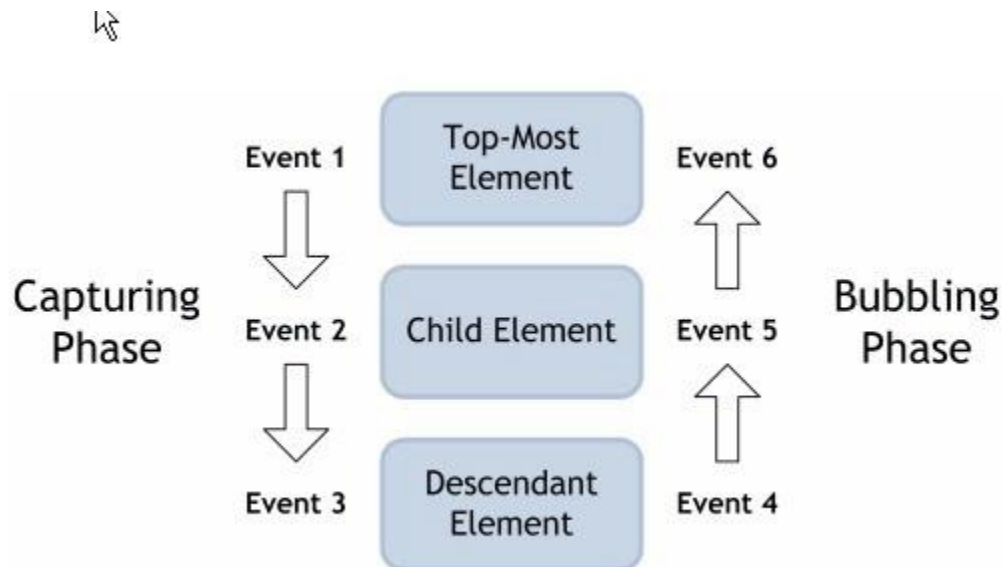 Event 1
Top-Most
Element
Event 6
Capturing
Phase
Event 2
Child Element
Event 5
Bubbling
Phase
Event 3
Descendant
Element
Event 4